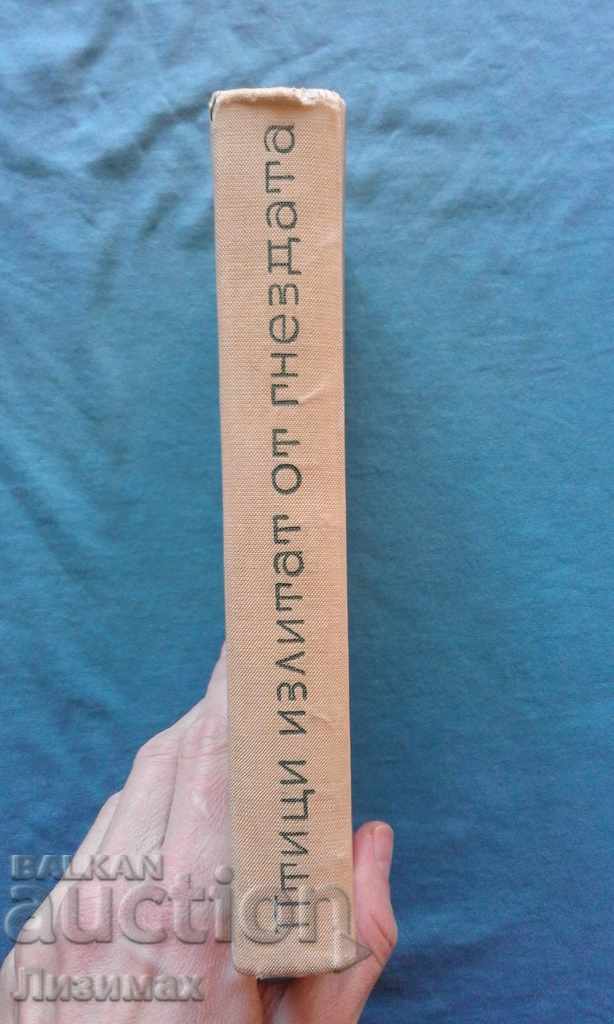 Птици излитат от гнездата
BALKAN
auction
Лизимах